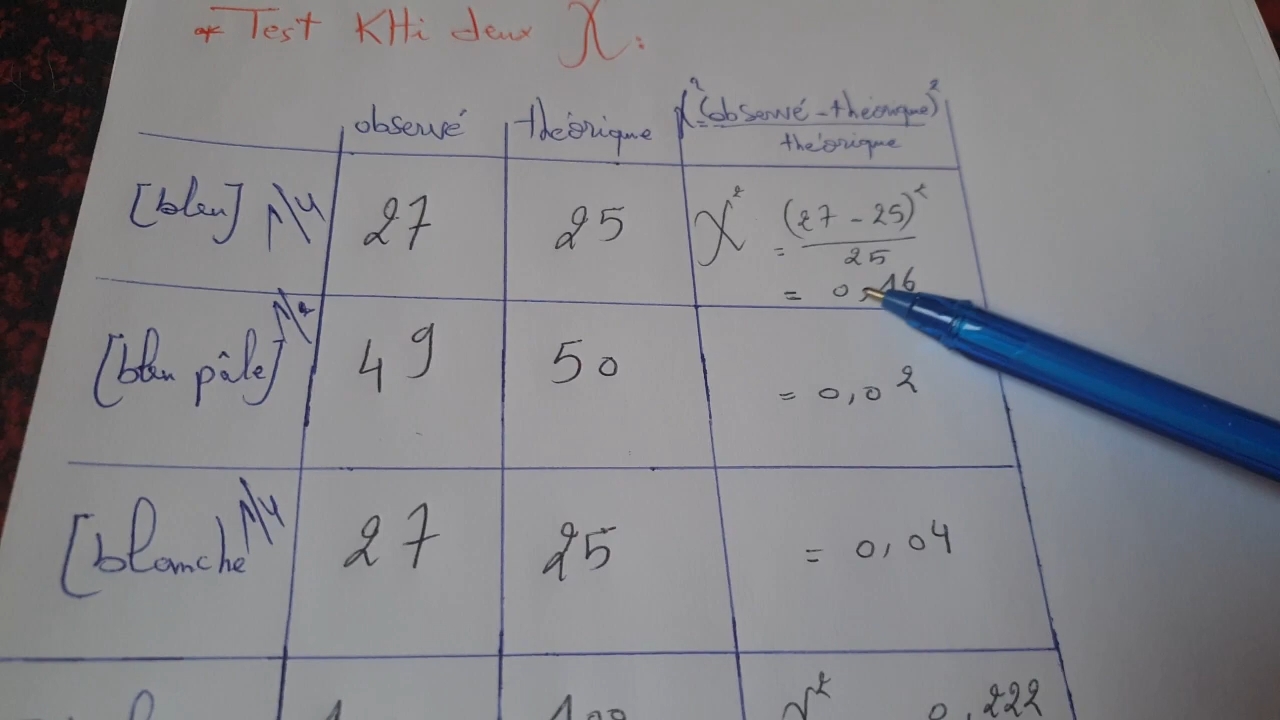 * Test KHi deux χ.
observé théorique χ² = (observé - théorique)² / théorique
[bleu] 1/4 27 25 χ² = (27 - 25)² / 25
= 0,16
[bleu pâle] 1/2 49 50 = 0,02
[blanche 1/4 27 25 = 0,04
χ² 0,222